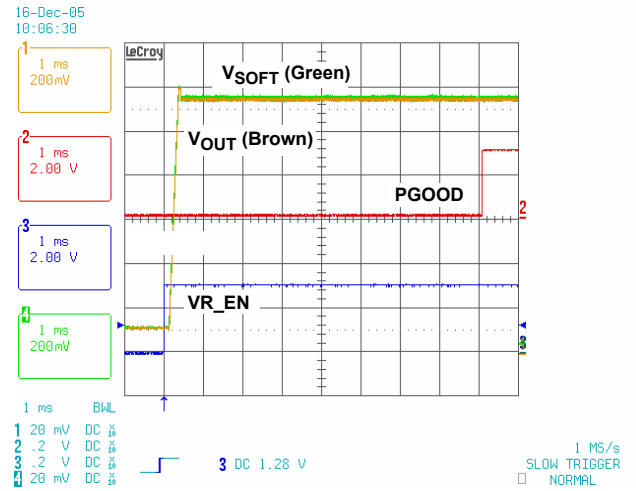 16-Dec-05
10:06:30
1
1 ms
200mV
2
1 ms
2.00 V
3
1 ms
2.00 V
4
1 ms
200mV
LeCroy
VSOFT (Green)
VOUT (Brown)
PGOOD
2
VR_EN
3
1 ms BWL
1 20 mV DC X10
2 .2 V DC X10
3 .2 V DC X10
4 20 mV DC X10
3 DC 1.28 V
1 MS/s
SLOW TRIGGER
NORMAL